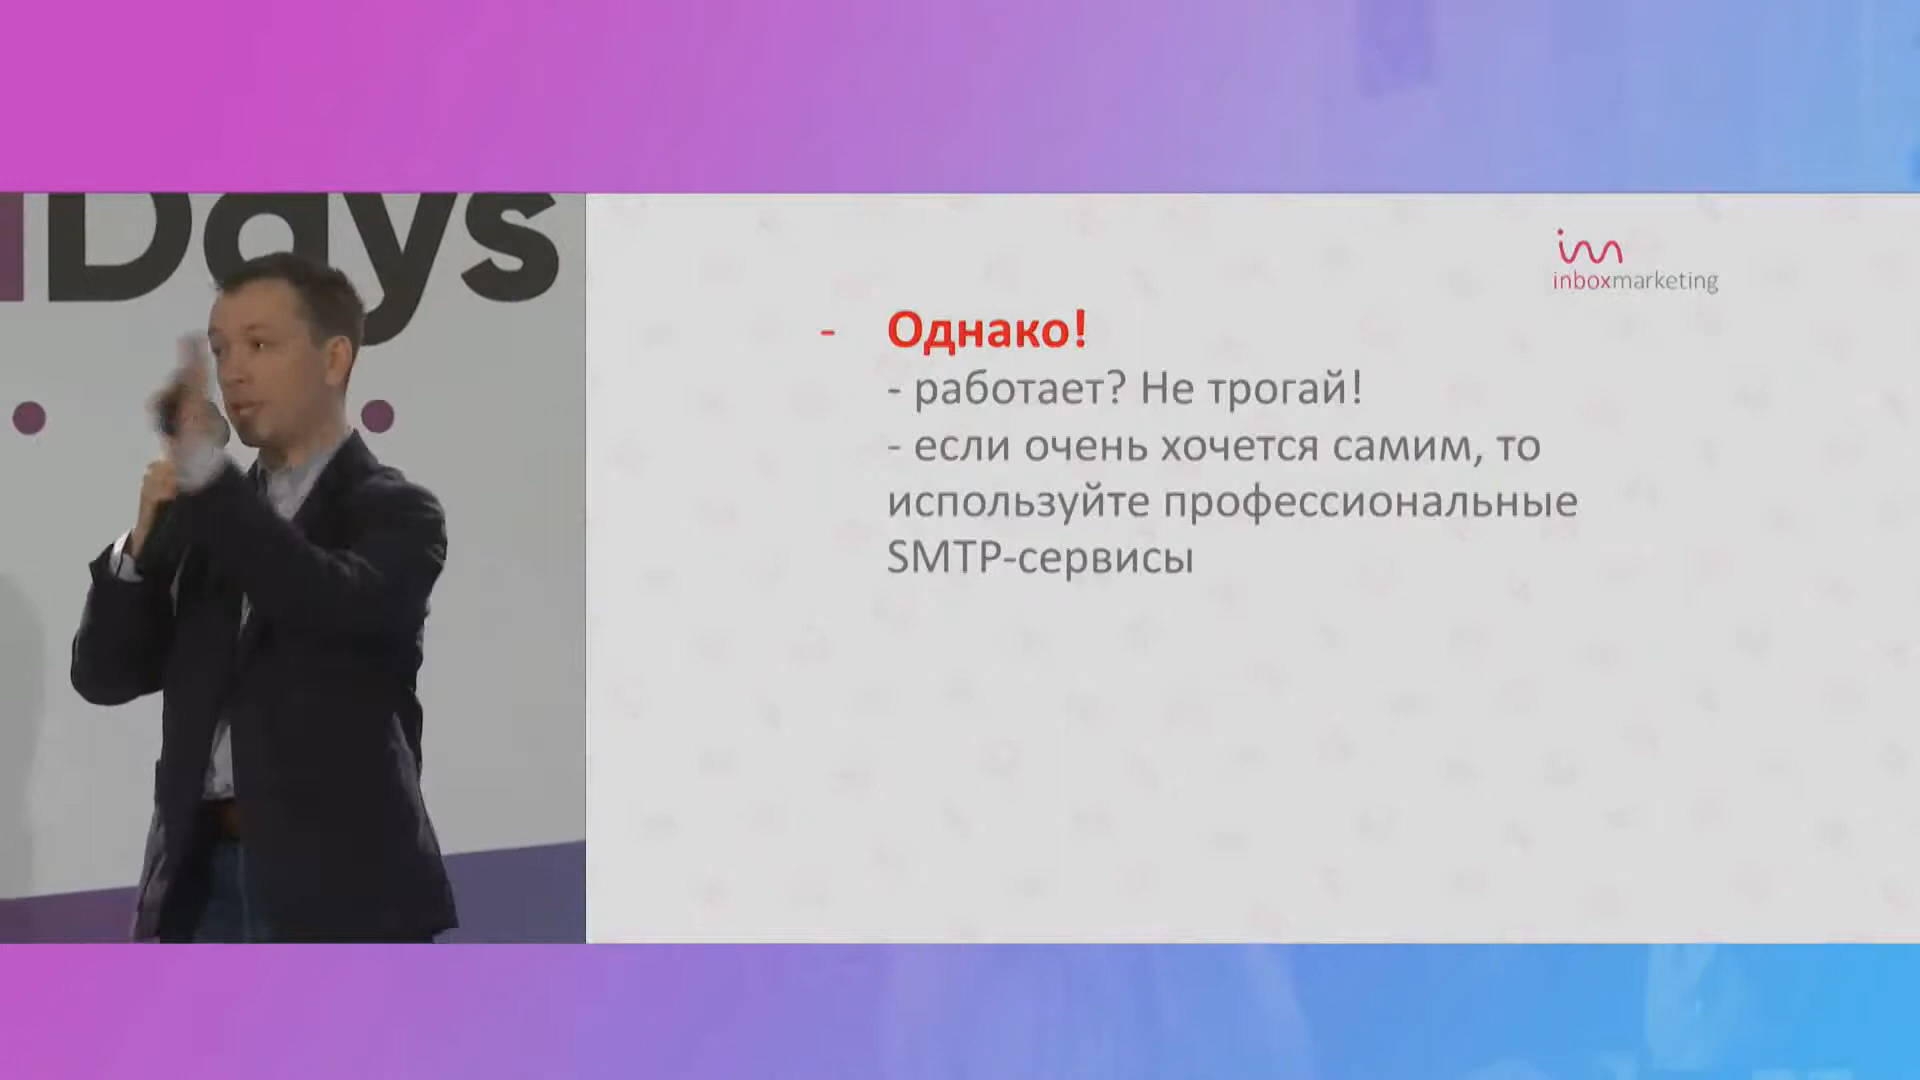 Days
inboxmarketing
- Однако!
- работает? Не трогай!
- если очень хочется самим, то
используйте профессиональные
SMTP-сервисы